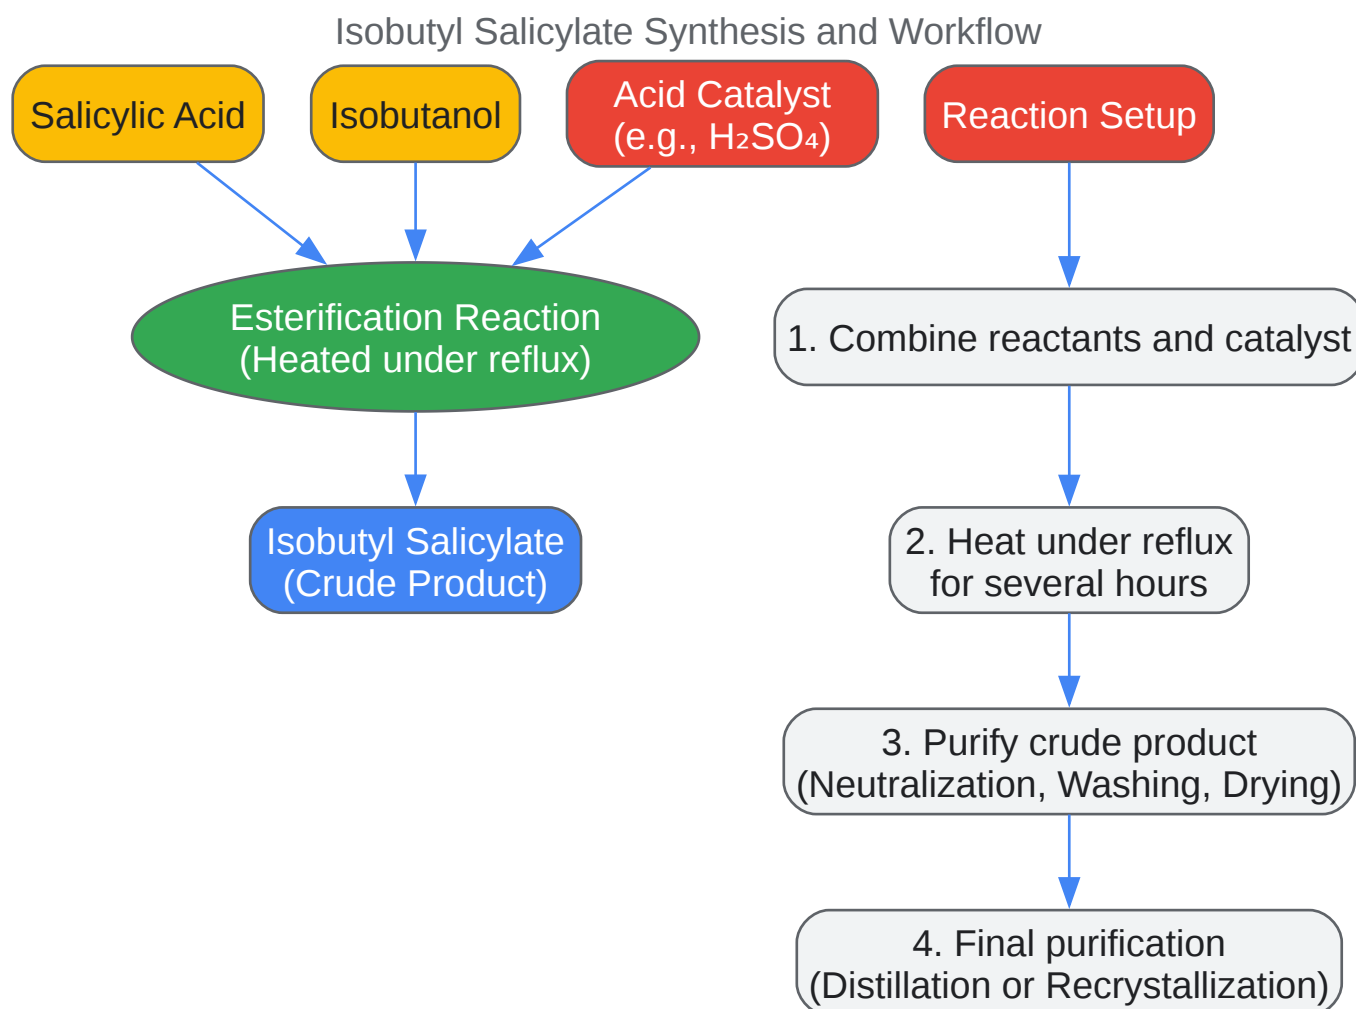 Isobutyl Salicylate Synthesis and Workflow
Salicylic Acid
Isobutanol
Acid Catalyst
(e.g., H₂SO₄)
Reaction Setup
Esterification Reaction
(Heated under reflux)
1. Combine reactants and catalyst
Isobutyl Salicylate
(Crude Product)
2. Heat under reflux
for several hours
3. Purify crude product
(Neutralization, Washing, Drying)
4. Final purification
(Distillation or Recrystallization)